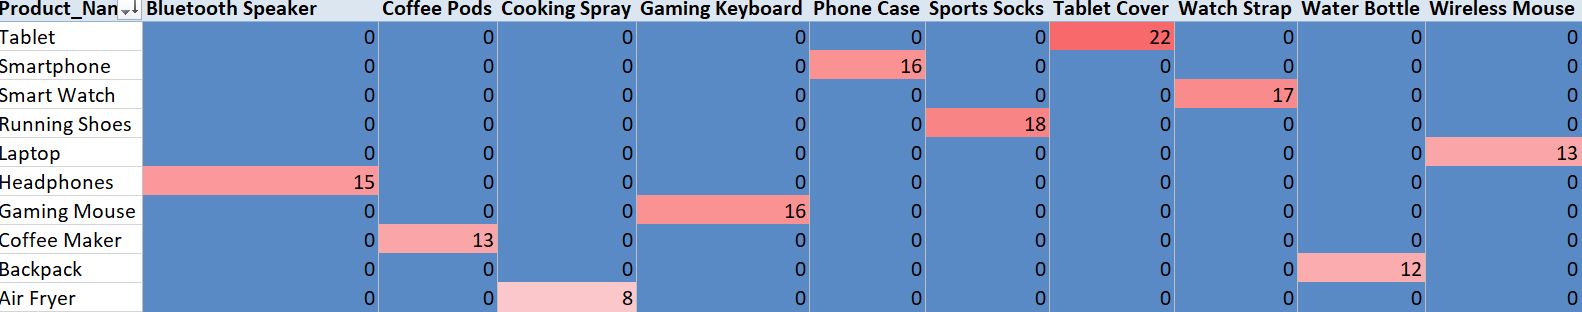 Product_Nan Bluetooth Speaker Coffee Pods Cooking Spray Gaming Keyboard Phone Case Sports Socks Tablet Cover Watch Strap Water Bottle Wireless Mouse
Tablet 0 0 0 0 0 0 22 0 0 0
Smartphone 0 0 0 0 16 0 0 0 0 0
Smart Watch 0 0 0 0 0 0 0 17 0 0
Running Shoes 0 0 0 0 0 18 0 0 0 0
Laptop 0 0 0 0 0 0 0 0 0 13
Headphones 15 0 0 0 0 0 0 0 0 0
Gaming Mouse 0 0 0 16 0 0 0 0 0 0
Coffee Maker 0 13 0 0 0 0 0 0 0 0
Backpack 0 0 0 0 0 0 0 0 12 0
Air Fryer 0 0 8 0 0 0 0 0 0 0